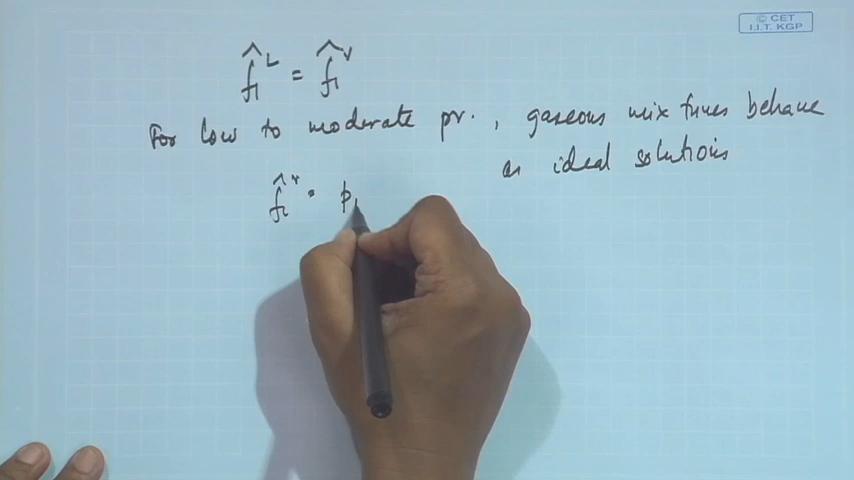 © CET
I.I.T. KGP
f̂₁ᴸ = f̂₁ⱽ
For low to moderate pr., gaseous mixtures behave
as ideal solutions
f̂ᵢᵛ = p